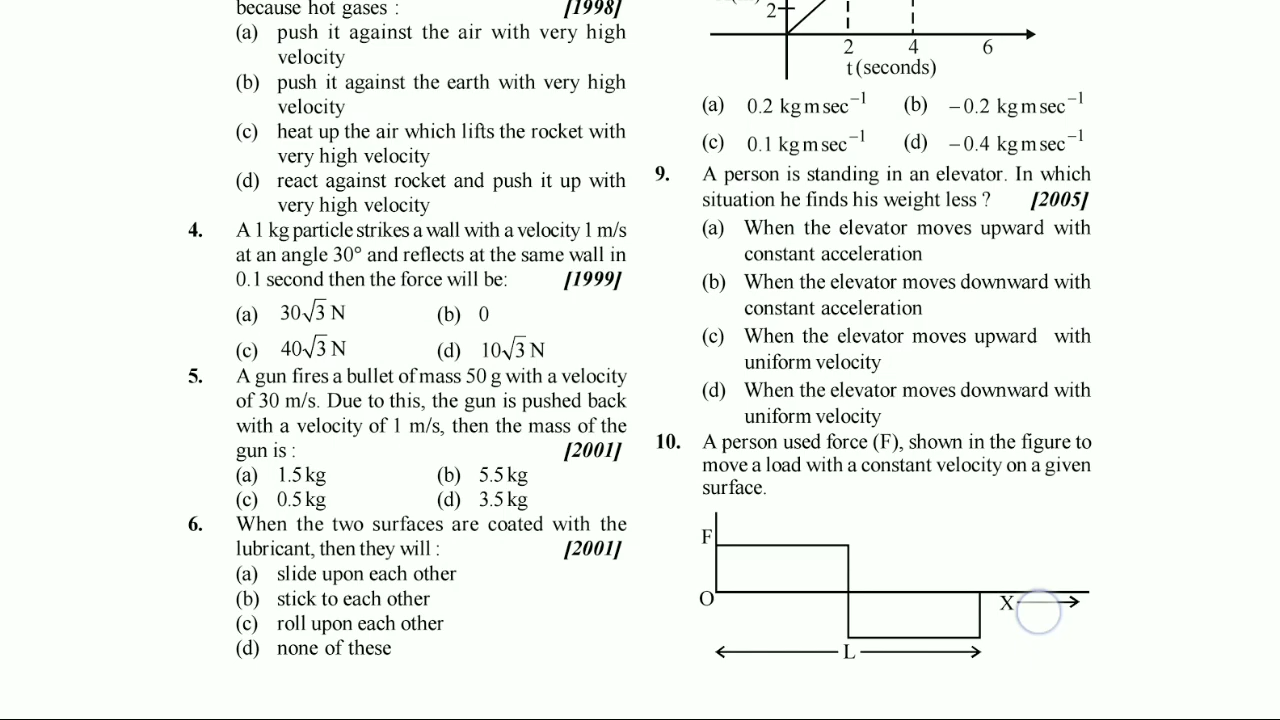 because hot gases : [1998]
(a) push it against the air with very high
velocity
(b) push it against the earth with very high
velocity
(c) heat up the air which lifts the rocket with
very high velocity
(d) react against rocket and push it up with
very high velocity
4. A 1 kg particle strikes a wall with a velocity 1 m/s
at an angle 30° and reflects at the same wall in
0.1 second then the force will be: [1999]
(a) 30√3 N (b) 0
(c) 40√3 N (d) 10√3 N
5. A gun fires a bullet of mass 50 g with a velocity
of 30 m/s. Due to this, the gun is pushed back
with a velocity of 1 m/s, then the mass of the
gun is : [2001]
(a) 1.5 kg (b) 5.5 kg
(c) 0.5 kg (d) 3.5 kg
6. When the two surfaces are coated with the
lubricant, then they will : [2001]
(a) slide upon each other
(b) stick to each other
(c) roll upon each other
(d) none of these
2
2 4 6
t (seconds)
(a) 0.2 kg m sec⁻¹ (b) – 0.2 kg m sec⁻¹
(c) 0.1 kg m sec⁻¹ (d) – 0.4 kg m sec⁻¹
9. A person is standing in an elevator. In which
situation he finds his weight less ? [2005]
(a) When the elevator moves upward with
constant acceleration
(b) When the elevator moves downward with
constant acceleration
(c) When the elevator moves upward with
uniform velocity
(d) When the elevator moves downward with
uniform velocity
10. A person used force (F), shown in the figure to
move a load with a constant velocity on a given
surface.
F
O X
L